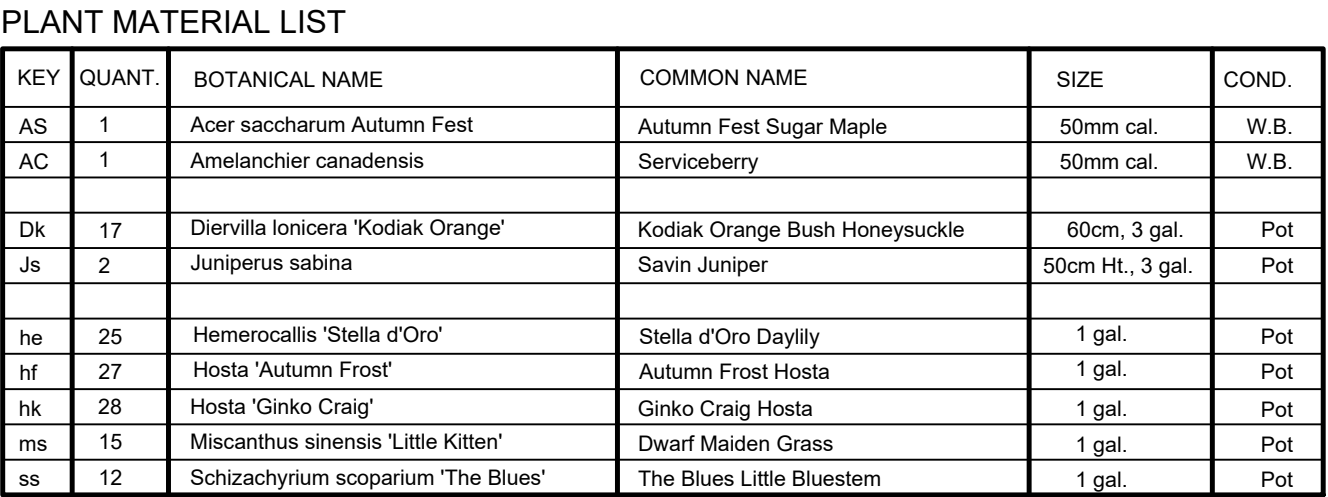 PLANT MATERIAL LIST
KEY QUANT. BOTANICAL NAME COMMON NAME SIZE COND.
AS 1 Acer saccharum Autumn Fest Autumn Fest Sugar Maple 50mm cal. W.B.
AC 1 Amelanchier canadensis Serviceberry 50mm cal. W.B.
Dk 17 Diervilla lonicera 'Kodiak Orange' Kodiak Orange Bush Honeysuckle 60cm, 3 gal. Pot
Js 2 Juniperus sabina Savin Juniper 50cm Ht., 3 gal. Pot
he 25 Hemerocallis 'Stella d'Oro' Stella d'Oro Daylily 1 gal. Pot
hf 27 Hosta 'Autumn Frost' Autumn Frost Hosta 1 gal. Pot
hk 28 Hosta 'Ginko Craig' Ginko Craig Hosta 1 gal. Pot
ms 15 Miscanthus sinensis 'Little Kitten' Dwarf Maiden Grass 1 gal. Pot
ss 12 Schizachyrium scoparium 'The Blues' The Blues Little Bluestem 1 gal. Pot